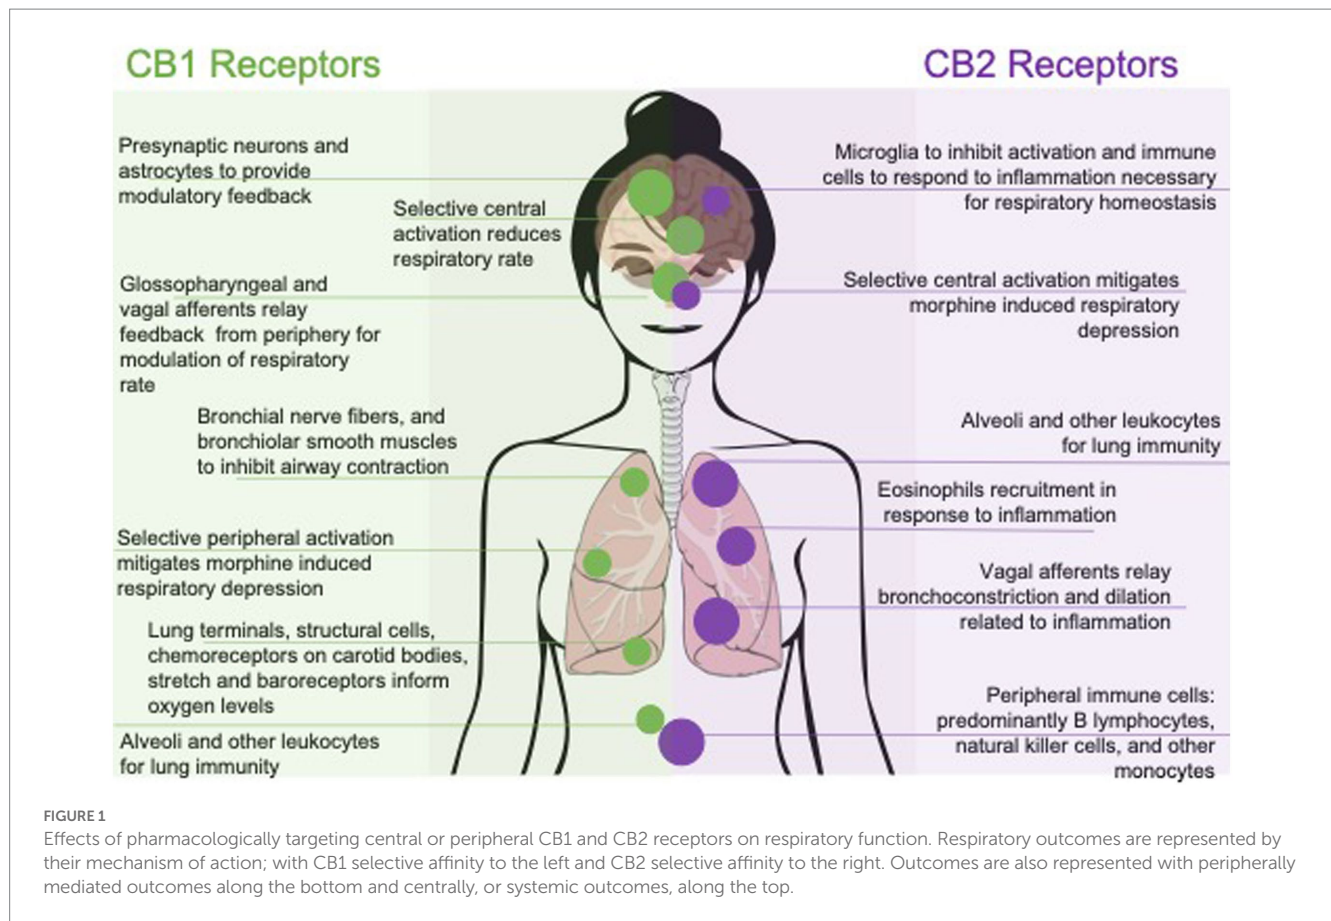 CB1 Receptors
Presynaptic neurons and
astrocytes to provide
modulatory feedback
Selective central
activation reduces
respiratory rate
Glossopharyngeal and
vagal afferents relay
feedback from periphery for
modulation of respiratory
rate
Bronchial nerve fibers, and
bronchiolar smooth muscles
to inhibit airway contraction
Selective peripheral activation
mitigates morphine induced
respiratory depression
Lung terminals, structural cells,
chemoreceptors on carotid bodies,
stretch and baroreceptors inform
oxygen levels
Alveoli and other leukocytes
for lung immunity
CB2 Receptors
Microglia to inhibit activation and immune
cells to respond to inflammation necessary
for respiratory homeostasis
Selective central activation mitigates
morphine induced respiratory
depression
Alveoli and other leukocytes
for lung immunity
Eosinophils recruitment in
response to inflammation
Vagal afferents relay
bronchoconstriction and dilation
related to inflammation
Peripheral immune cells:
predominantly B lymphocytes,
natural killer cells, and other
monocytes
FIGURE 1
Effects of pharmacologically targeting central or peripheral CB1 and CB2 receptors on respiratory function. Respiratory outcomes are represented by
their mechanism of action; with CB1 selective affinity to the left and CB2 selective affinity to the right. Outcomes are also represented with peripherally
mediated outcomes along the bottom and centrally, or systemic outcomes, along the top.